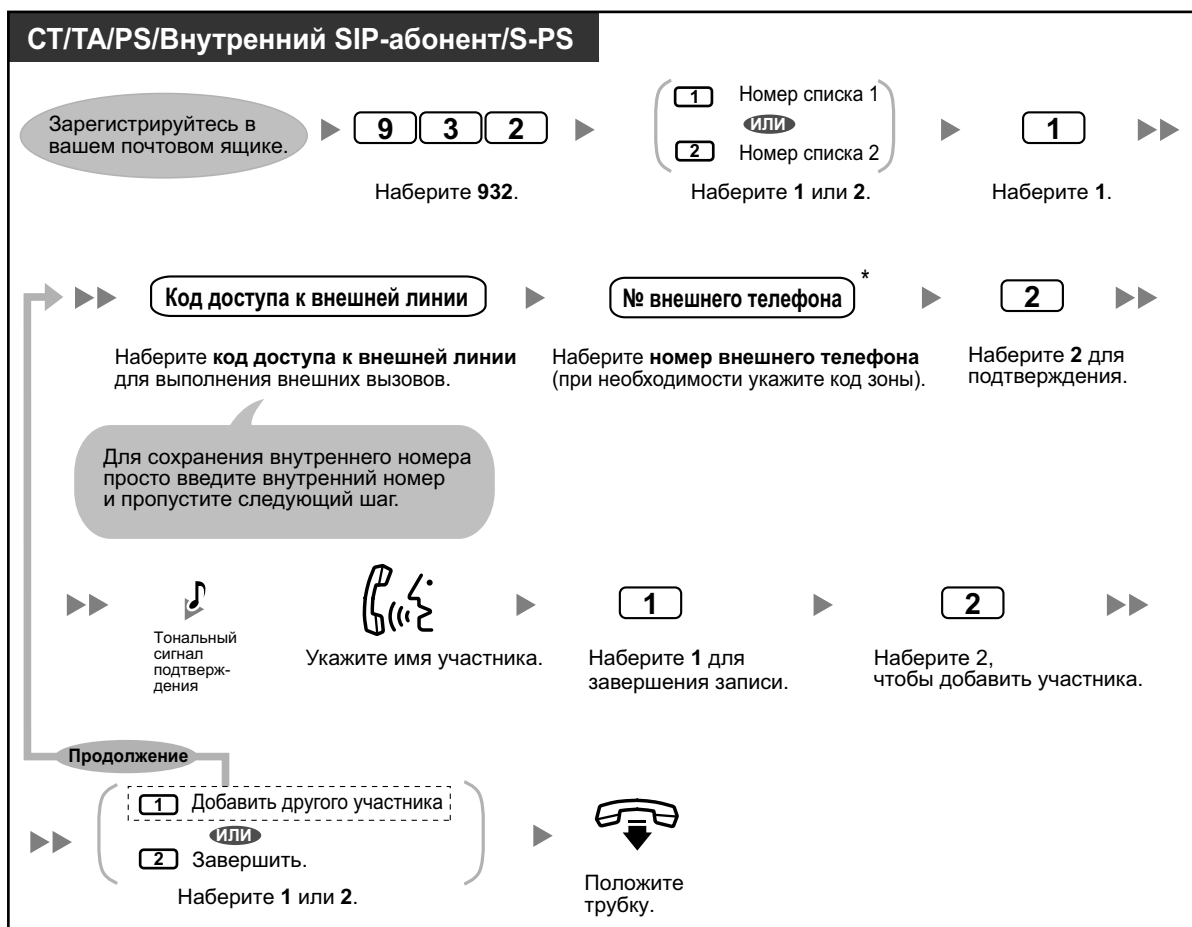 СТ/TA/PS/Внутренний SIP-абонент/S-PS
Зарегистрируйтесь в
вашем почтовом ящике.
9 3 2
Наберите 932.
1 Номер списка 1
ИЛИ
2 Номер списка 2
Наберите 1 или 2.
1
Наберите 1.
Код доступа к внешней линии
Наберите код доступа к внешней линии
для выполнения внешних вызовов.
№ внешнего телефона *
Наберите номер внешнего телефона
(при необходимости укажите код зоны).
2
Наберите 2 для
подтверждения.
Для сохранения внутреннего номера
просто введите внутренний номер
и пропустите следующий шаг.
Тональный
сигнал
подтверж-
дения
Укажите имя участника.
1
Наберите 1 для
завершения записи.
2
Наберите 2,
чтобы добавить участника.
Продолжение
1 Добавить другого участника
ИЛИ
2 Завершить.
Наберите 1 или 2.
Положите
трубку.